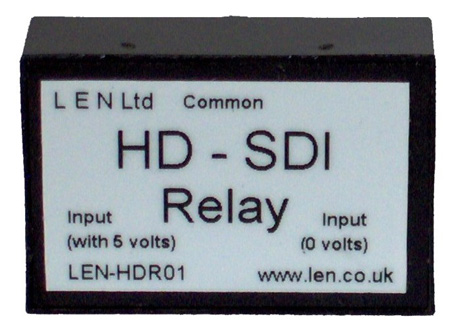 L E N Ltd Common
HD - SDI
Relay
Input
(with 5 volts)
Input
(0 volts)
LEN-HDR01 www.len.co.uk